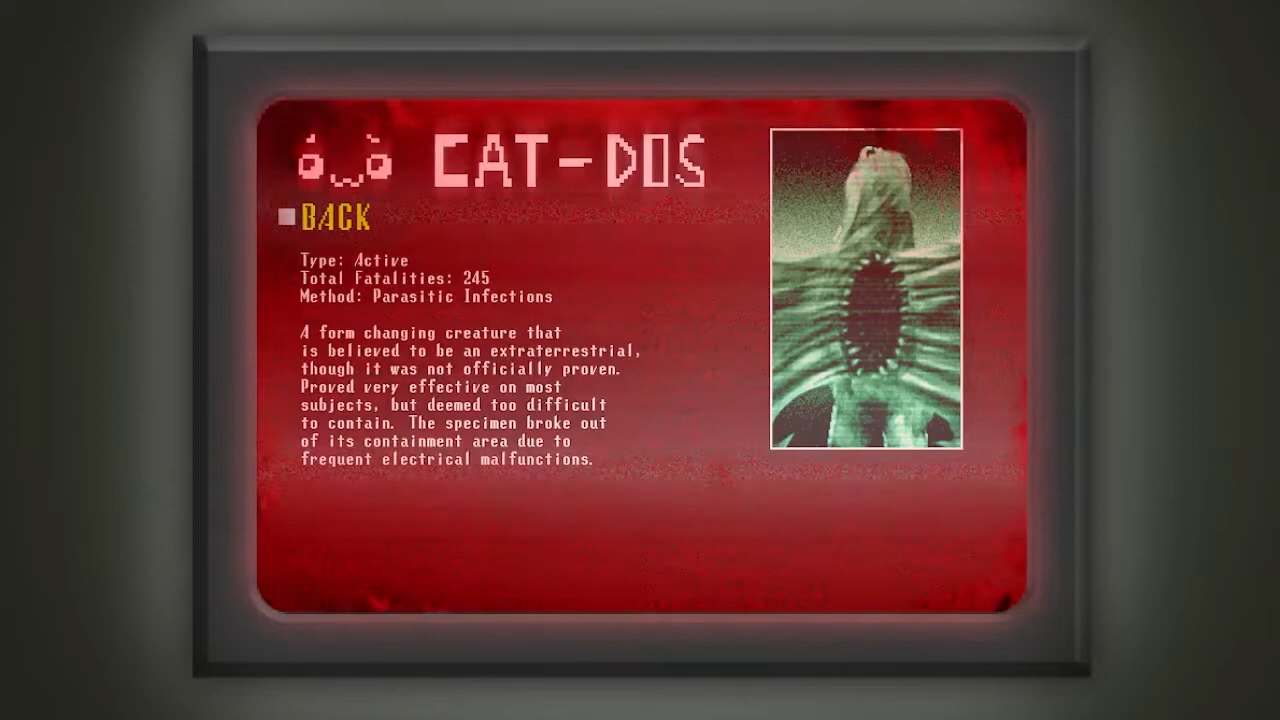 CAT-DOS
BACK
Type: Active
Total Fatalities: 245
Method: Parasitic Infections
A form changing creature that
is believed to be an extraterrestrial,
though it was not officially proven.
Proved very effective on most
subjects, but deemed too difficult
to contain. The specimen broke out
of its containment area due to
frequent electrical malfunctions.